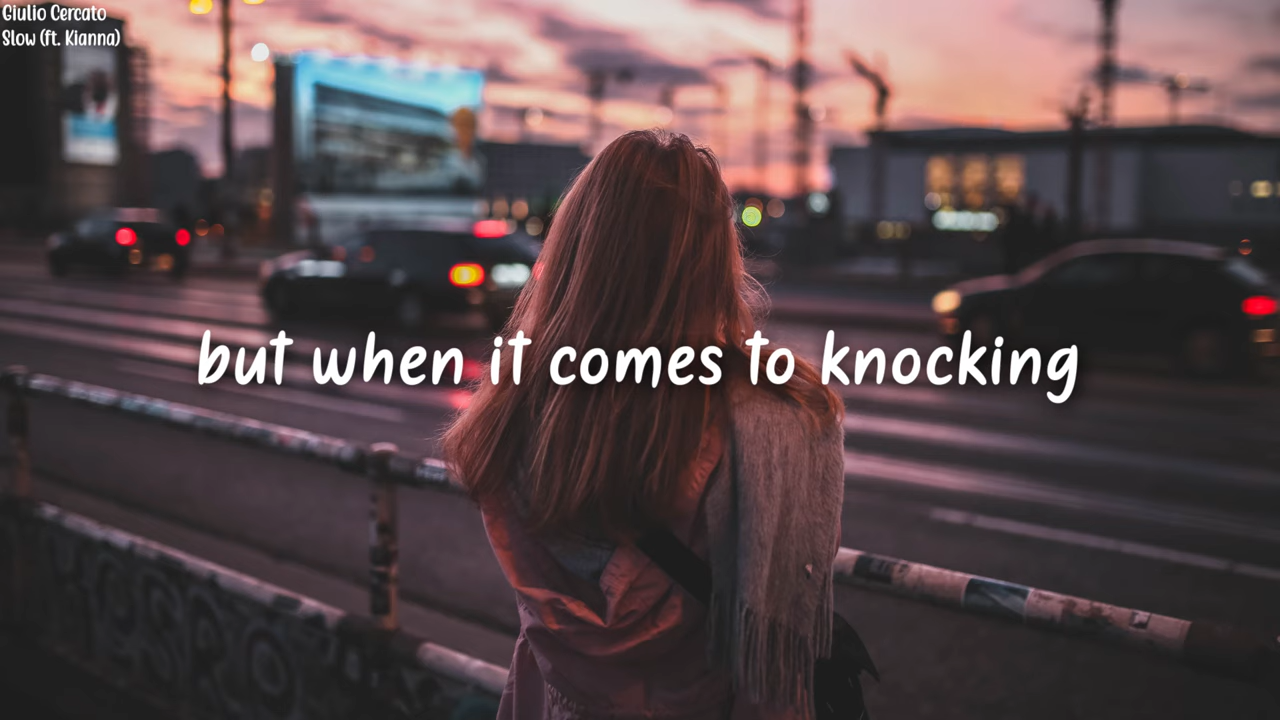 Giulio Cercato
Slow (ft. Kianna)
but when it comes to knocking